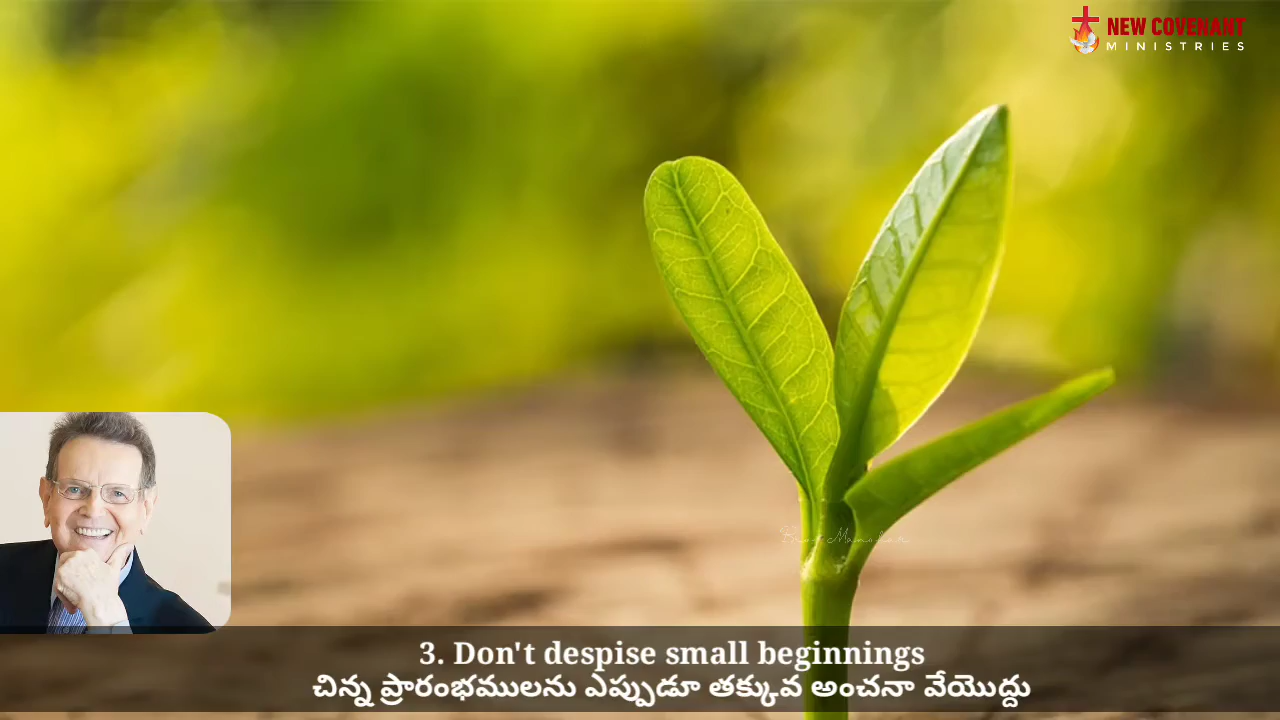 NEW COVENANT
MINISTRIES
3. Don't despise small beginnings
చిన్న ప్రారంభములను ఎప్పుడూ తక్కువ అంచనా వేయొద్దు